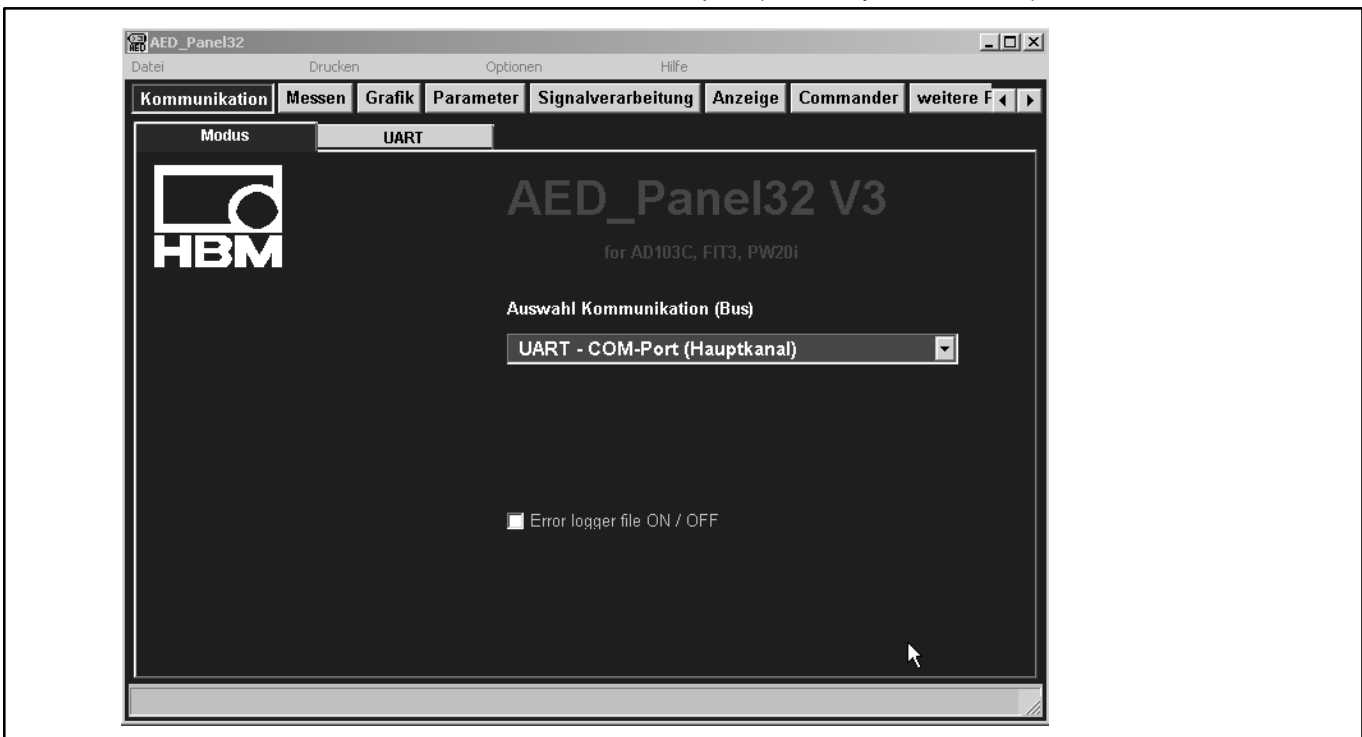 AED_Panel32
Datei Drucken Optionen Hilfe
Kommunikation Messen Grafik Parameter Signalverarbeitung Anzeige Commander weitere
Modus UART
HBM
AED_Panel32 V3
for AD103C, FIT3, PW20i
Auswahl Kommunikation (Bus)
UART - COM-Port (Hauptkanal)
Error logger file ON / OFF